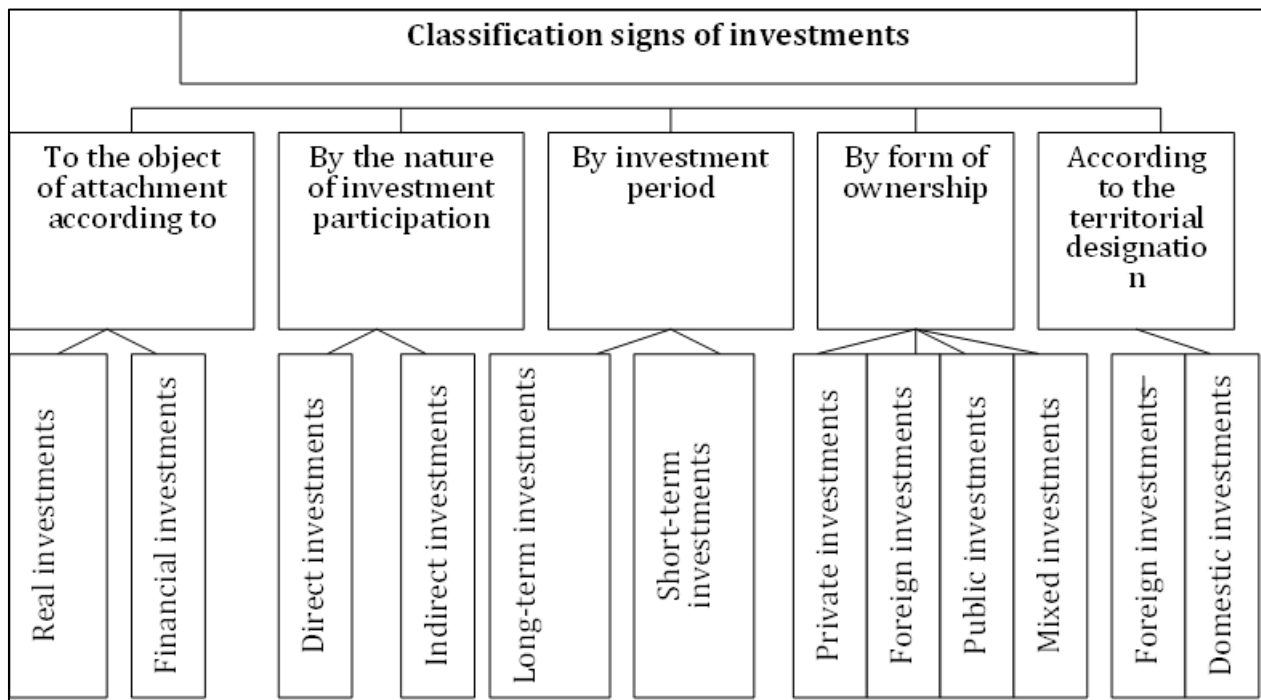 Classification signs of investments
To the object
of attachment
according to
By the nature
of investment
participation
By investment
period
By form of
ownership
According
to the
territorial
designatio
n
Real investments
Financial investments
Direct investments
Indirect investments
Long-term investments
Short-term
investments
Private investments
Foreign investments
Public investments
Mixed investments
Foreign investments
Domestic investments